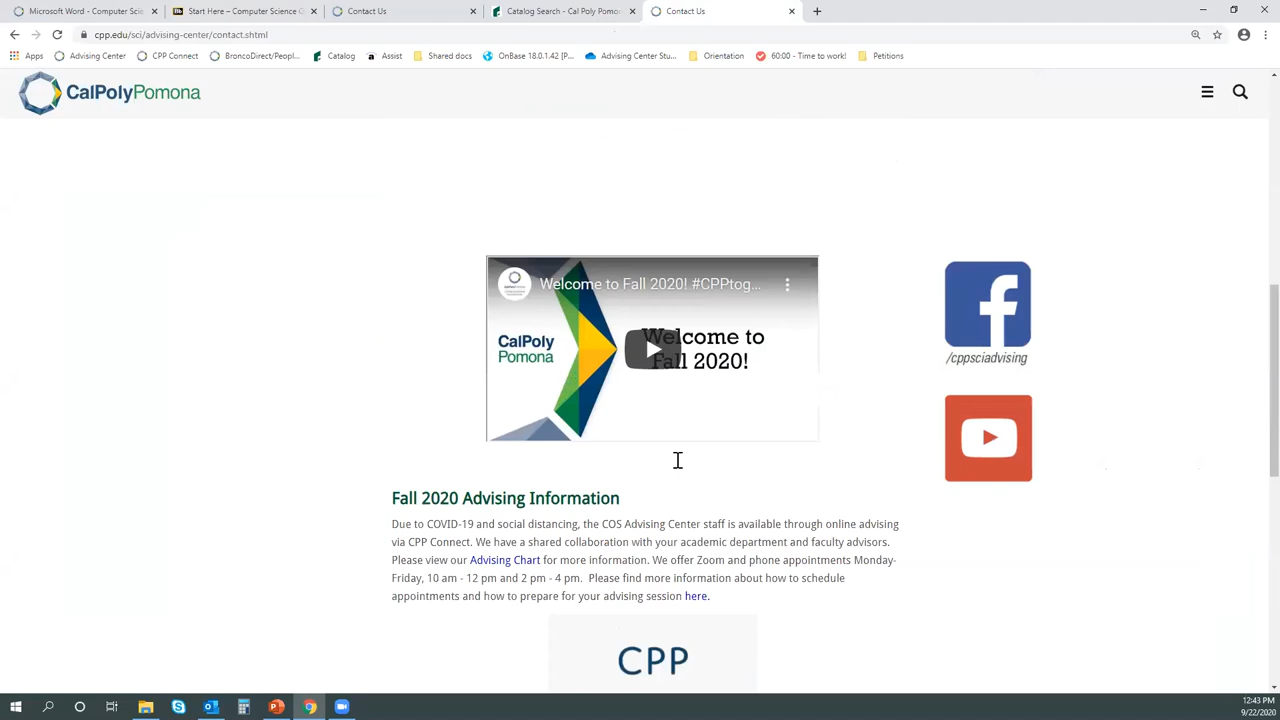 Microsoft Word - Computer Scie
Start Here – Computer Science G
Contact Us
Catalog Search - Cal Poly Pomon
Contact Us
cpp.edu/sci/advising-center/contact.shtml
Apps
Advising Center
CPP Connect
BroncoDirect/Peopl...
Catalog
Assist
Shared docs
OnBase 18.0.1.42 [P...
Advising Center Stu...
Orientation
60:00 - Time to work!
Petitions
CalPolyPomona
Welcome to Fall 2020! #CPPtog...
CalPoly
Pomona
Welcome to
Fall 2020!
/cppsciadvising
Fall 2020 Advising Information
Due to COVID-19 and social distancing, the COS Advising Center staff is available through online advising
via CPP Connect. We have a shared collaboration with your academic department and faculty advisors.
Please view our Advising Chart for more information. We offer Zoom and phone appointments Monday-
Friday, 10 am - 12 pm and 2 pm - 4 pm. Please find more information about how to schedule
appointments and how to prepare for your advising session here.
CPP
12:43 PM
9/22/2020